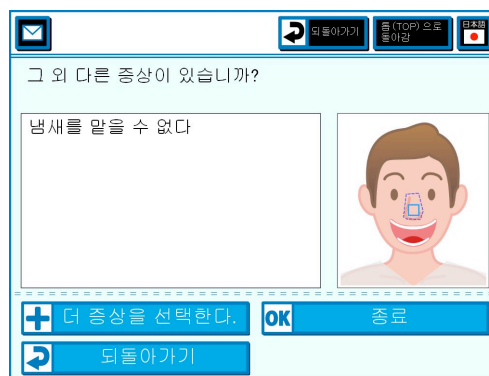 되돌아가기
톱(TOP)으로
돌아감
日本語
그 외 다른 증상이 있습니까?
냄새를 맡을 수 없다
더 증상을 선택한다.
OK 종료
되돌아가기